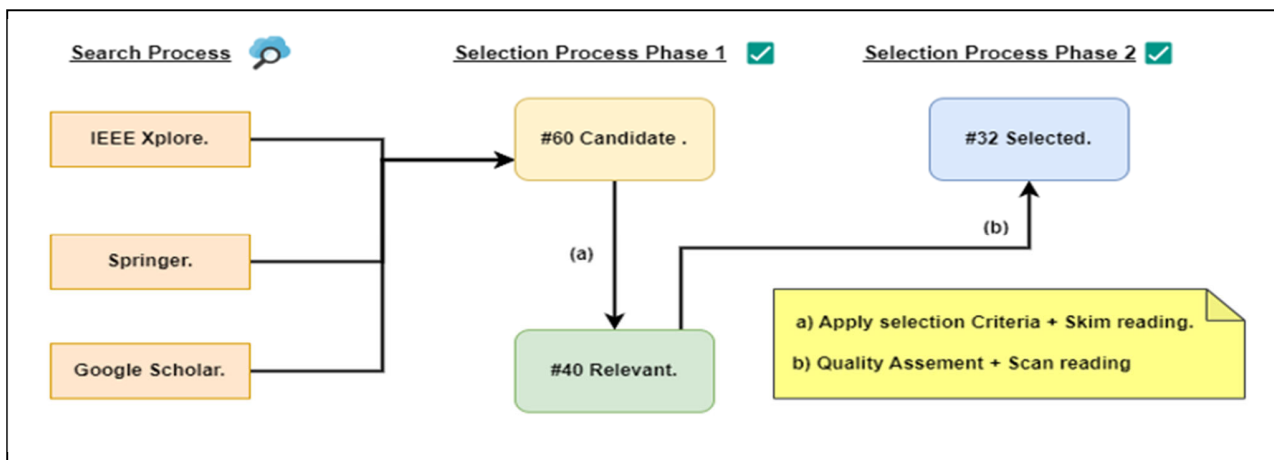 Search Process
Selection Process Phase 1
Selection Process Phase 2
IEEE Xplore.
#60 Candidate .
#32 Selected.
(b)
(a)
Springer.
a) Apply selection Criteria + Skim reading.
b) Quality Assement + Scan reading
Google Scholar.
#40 Relevant.